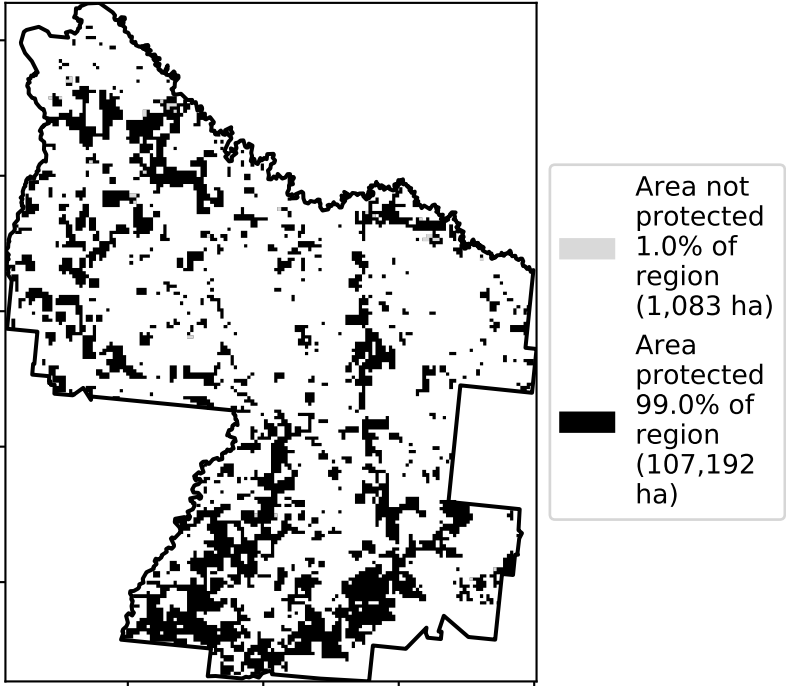 Area not
protected
1.0% of
region
(1,083 ha)
Area
protected
99.0% of
region
(107,192
ha)